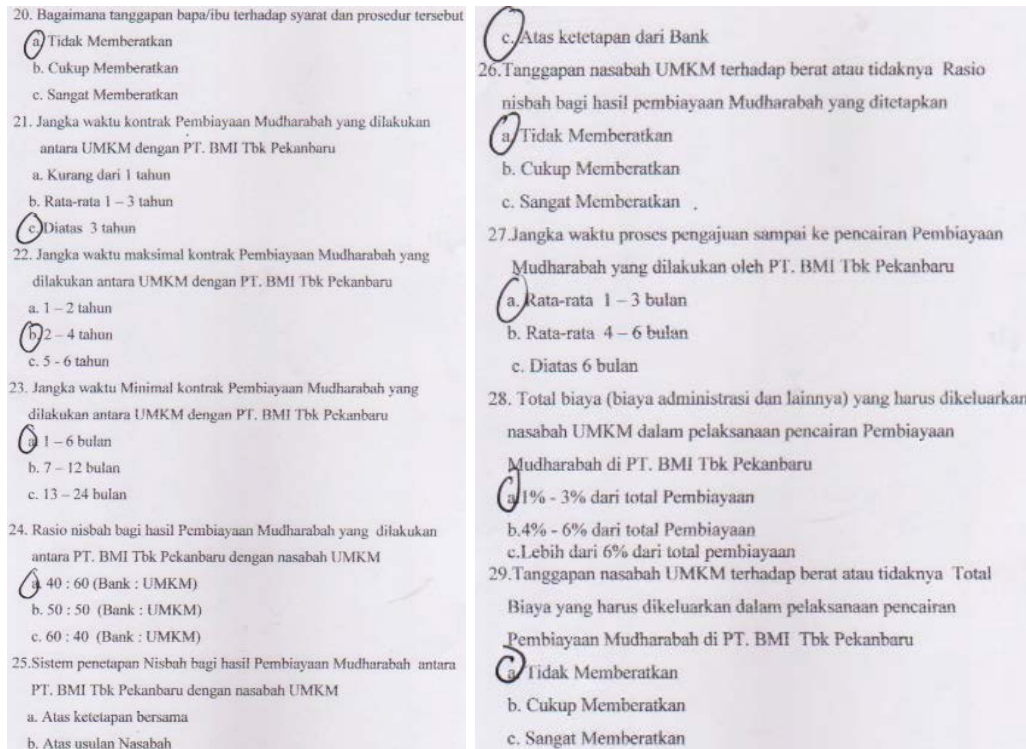 20. Bagaimana tanggapan bapa/ibu terhadap syarat dan prosedur tersebut
a. Tidak Memberatkan
b. Cukup Memberatkan
c. Sangat Memberatkan
21. Jangka waktu kontrak Pembiayaan Mudharabah yang dilakukan
antara UMKM dengan PT. BMI Tbk Pekanbaru
a. Kurang dari 1 tahun
b. Rata-rata 1 – 3 tahun
c. Diatas 3 tahun
22. Jangka waktu maksimal kontrak Pembiayaan Mudharabah yang
dilakukan antara UMKM dengan PT. BMI Tbk Pekanbaru
a. 1 – 2 tahun
b. 2 – 4 tahun
c. 5 - 6 tahun
23. Jangka waktu Minimal kontrak Pembiayaan Mudharabah yang
dilakukan antara UMKM dengan PT. BMI Tbk Pekanbaru
a. 1 – 6 bulan
b. 7 – 12 bulan
c. 13 – 24 bulan
24. Rasio nisbah bagi hasil Pembiayaan Mudharabah yang dilakukan
antara PT. BMI Tbk Pekanbaru dengan nasabah UMKM
a. 40 : 60 (Bank : UMKM)
b. 50 : 50 (Bank : UMKM)
c. 60 : 40 (Bank : UMKM)
25.Sistem penetapan Nisbah bagi hasil Pembiayaan Mudharabah antara
PT. BMI Tbk Pekanbaru dengan nasabah UMKM
a. Atas ketetapan bersama
b. Atas usulan Nasabah
c. Atas ketetapan dari Bank
26.Tanggapan nasabah UMKM terhadap berat atau tidaknya Rasio
nisbah bagi hasil pembiayaan Mudharabah yang ditetapkan
a. Tidak Memberatkan
b. Cukup Memberatkan
c. Sangat Memberatkan
27.Jangka waktu proses pengajuan sampai ke pencairan Pembiayaan
Mudharabah yang dilakukan oleh PT. BMI Tbk Pekanbaru
a. Rata-rata 1 – 3 bulan
b. Rata-rata 4 – 6 bulan
c. Diatas 6 bulan
28. Total biaya (biaya administrasi dan lainnya) yang harus dikeluarkan
nasabah UMKM dalam pelaksanaan pencairan Pembiayaan
Mudharabah di PT. BMI Tbk Pekanbaru
a.1% - 3% dari total Pembiayaan
b.4% - 6% dari total Pembiayaan
c.Lebih dari 6% dari total pembiayaan
29.Tanggapan nasabah UMKM terhadap berat atau tidaknya Total
Biaya yang harus dikeluarkan dalam pelaksanaan pencairan
Pembiayaan Mudharabah di PT. BMI Tbk Pekanbaru
a. Tidak Memberatkan
b. Cukup Memberatkan
c. Sangat Memberatkan